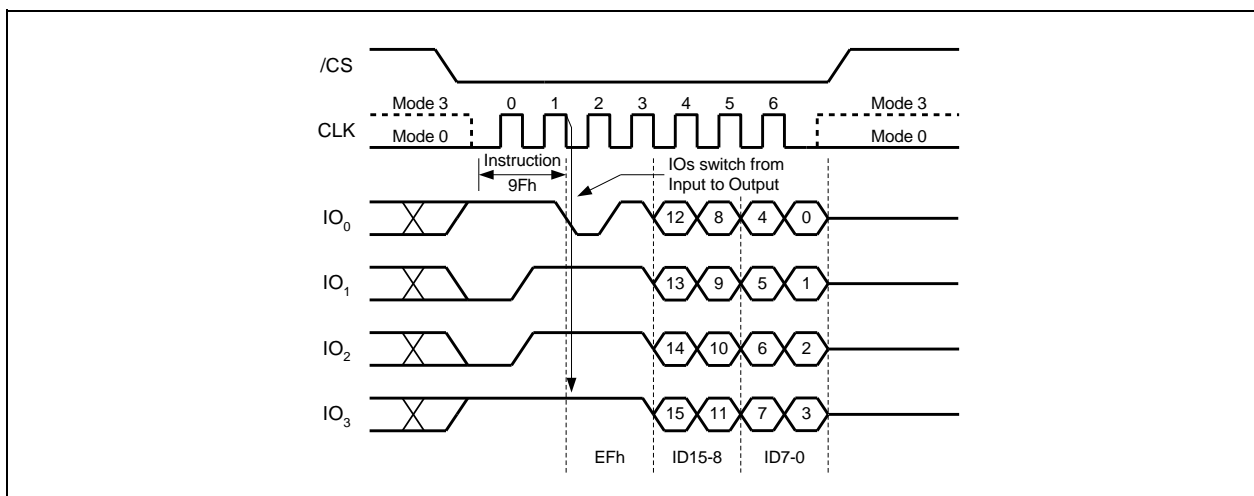 /CS
Mode 3 0 1 2 3 4 5 6 Mode 3
CLK
Mode 0 Mode 0
Instruction
9Fh
IOs switch from
Input to Output
IO0 12 8 4 0
IO1 13 9 5 1
IO2 14 10 6 2
IO3 15 11 7 3
EFh ID15-8 ID7-0